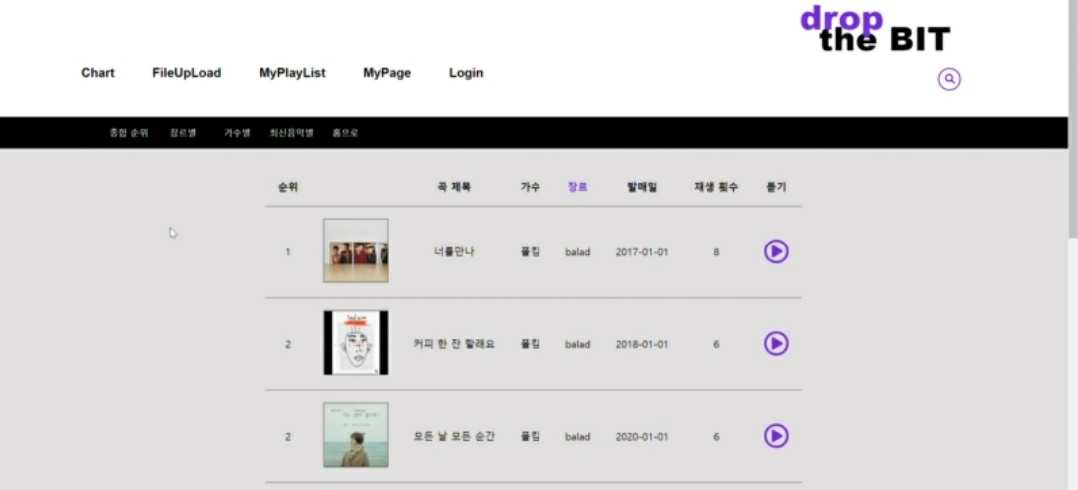 drop
the BIT
Chart FileUpLoad MyPlayList MyPage Login
종합 순위 장르별 가수별 최신음악별 홈으로
순위 곡 제목 가수 장르 발매일 재생 횟수 듣기
1 너를만나 폴킴 balad 2017-01-01 8
2 커피 한 잔 할래요 폴킴 balad 2018-01-01 6
2 모든 날 모든 순간 폴킴 balad 2020-01-01 6